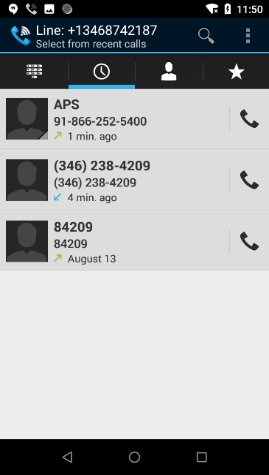 11:50
Line: +13468742187
Select from recent calls
APS
91-866-252-5400
1 min. ago
(346) 238-4209
(346) 238-4209
4 min. ago
84209
84209
August 13